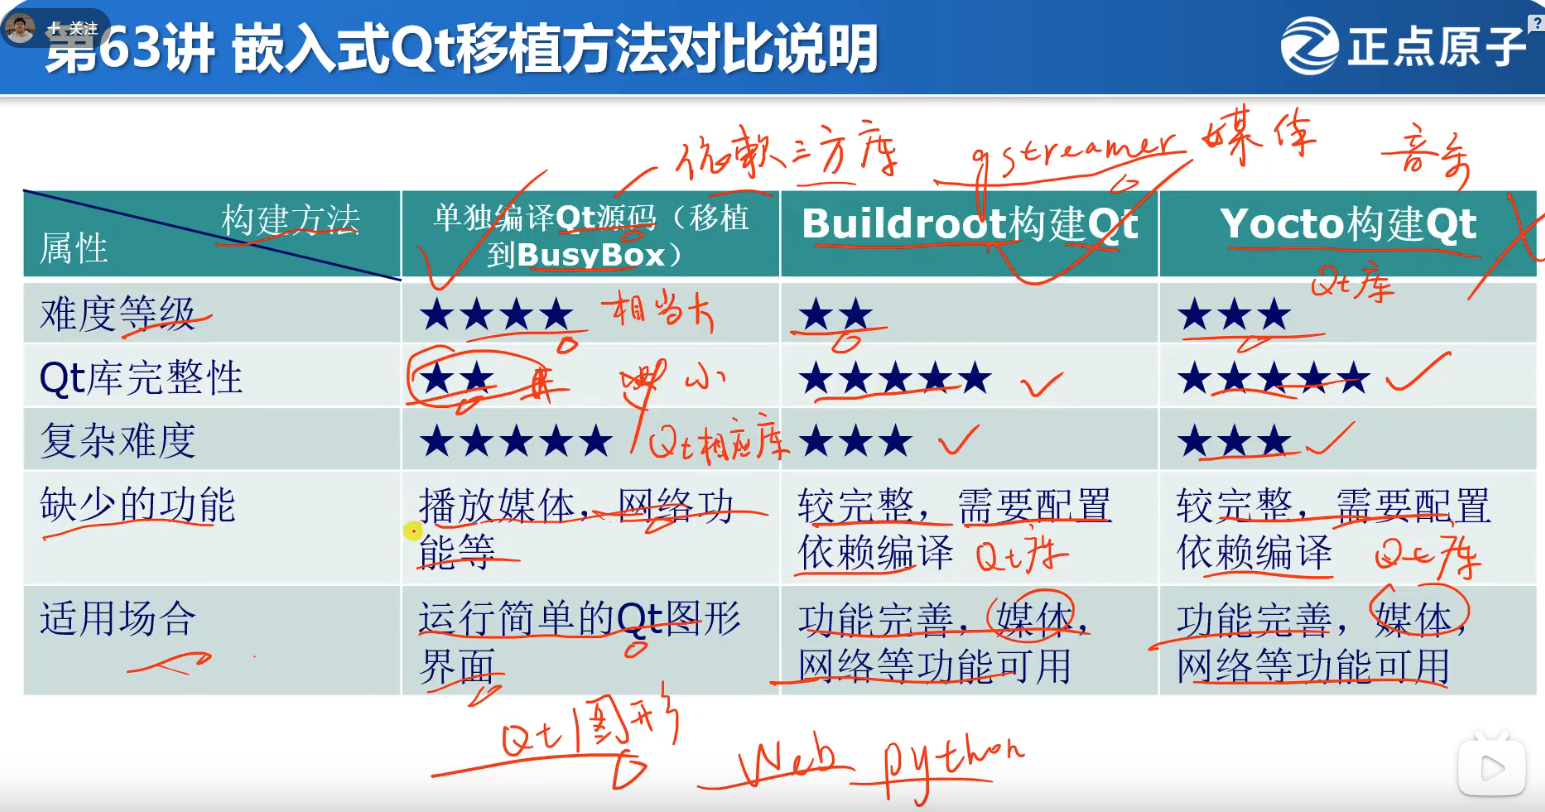 关注
第63讲 嵌入式Qt移植方法对比说明
正点原子
依赖三方库 gstreamer 媒体 音乐
构建方法
属性
单独编译Qt源码（移植
到BusyBox）
Buildroot构建Qt
Yocto构建Qt
Qt库
难度等级 ★★★★ 相当大 ★★ ★★★
Qt库完整性 ★★ 库 小 ★★★★★ ★★★★★
复杂难度 ★★★★★ Qt相应库 ★★★ ★★★
缺少的功能
播放媒体，网络功
能等
较完整，需要配置
依赖编译 Qt库
较完整，需要配置
依赖编译 Qt库
适用场合
运行简单的Qt图形
界面
功能完善，媒体，
网络等功能可用
功能完善，媒体，
网络等功能可用
Qt图形
Web python